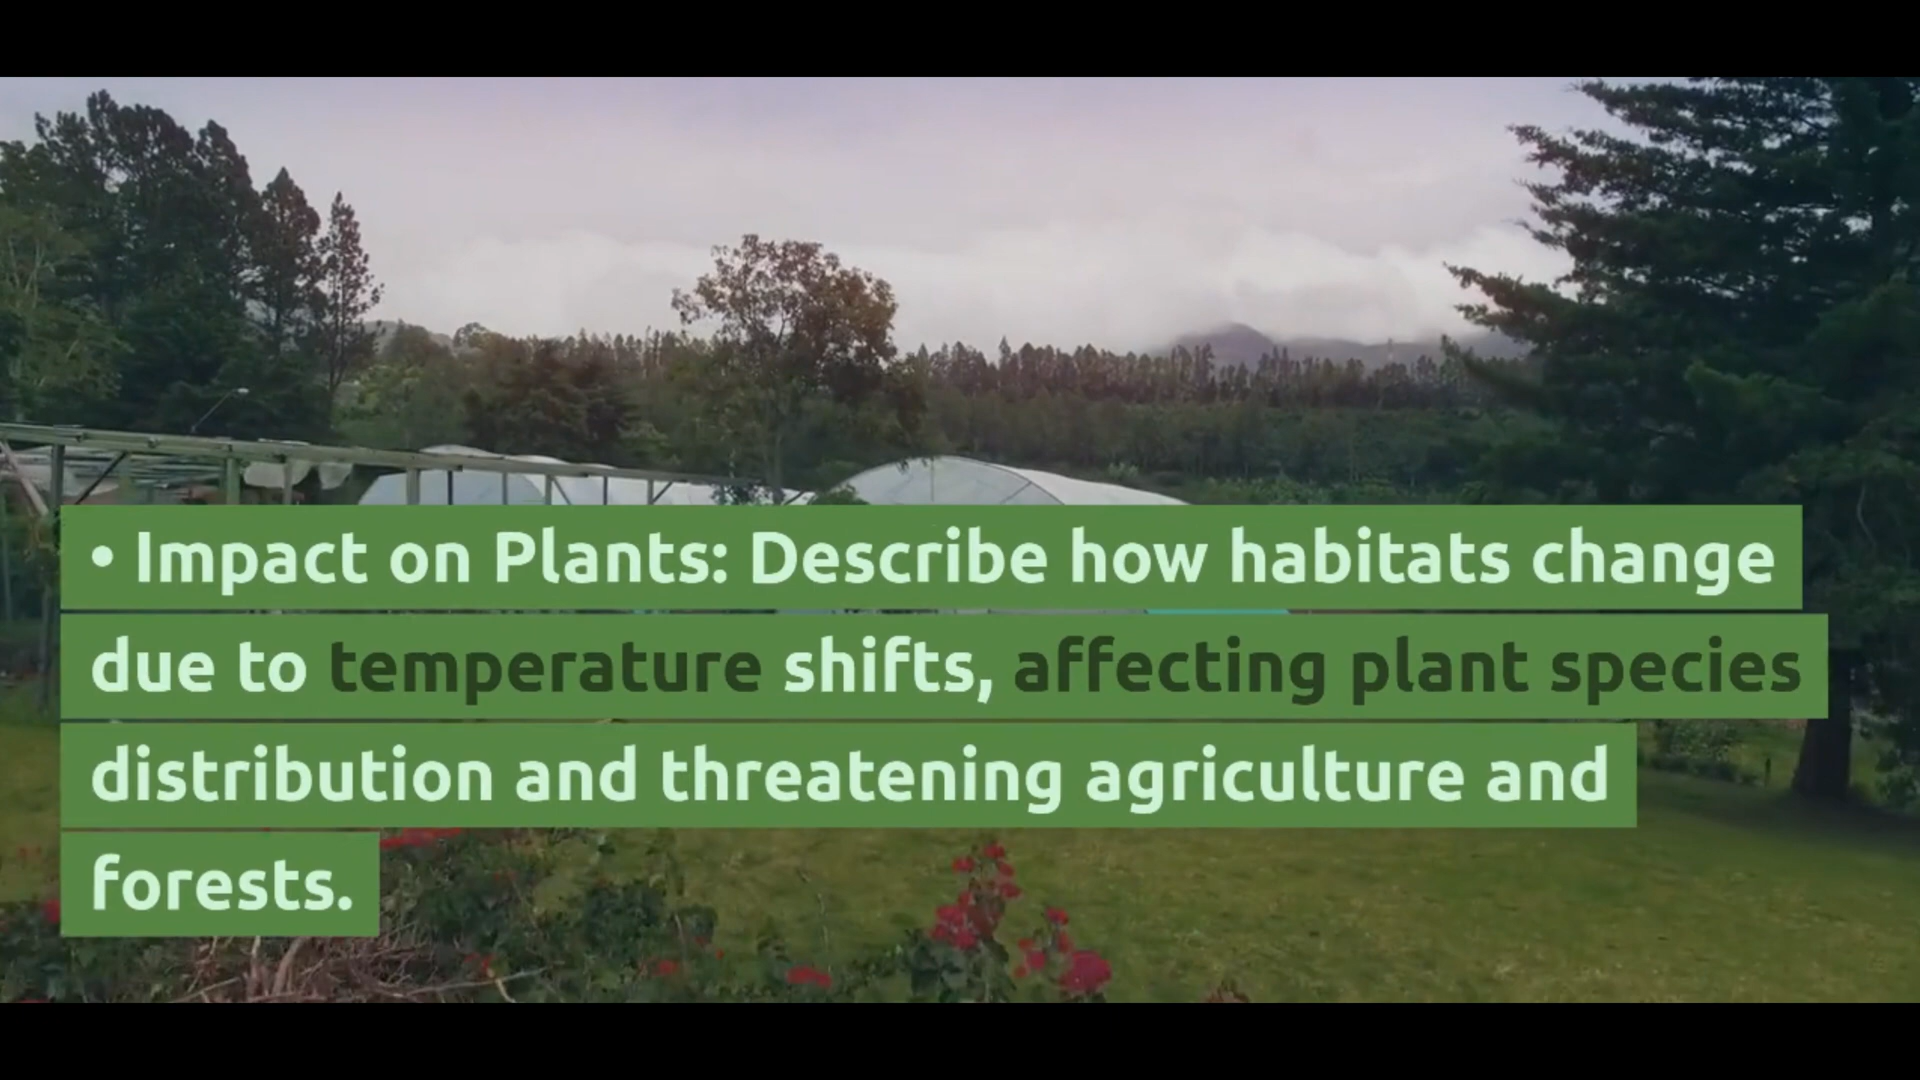 • Impact on Plants: Describe how habitats change
due to temperature shifts, affecting plant species
distribution and threatening agriculture and
forests.